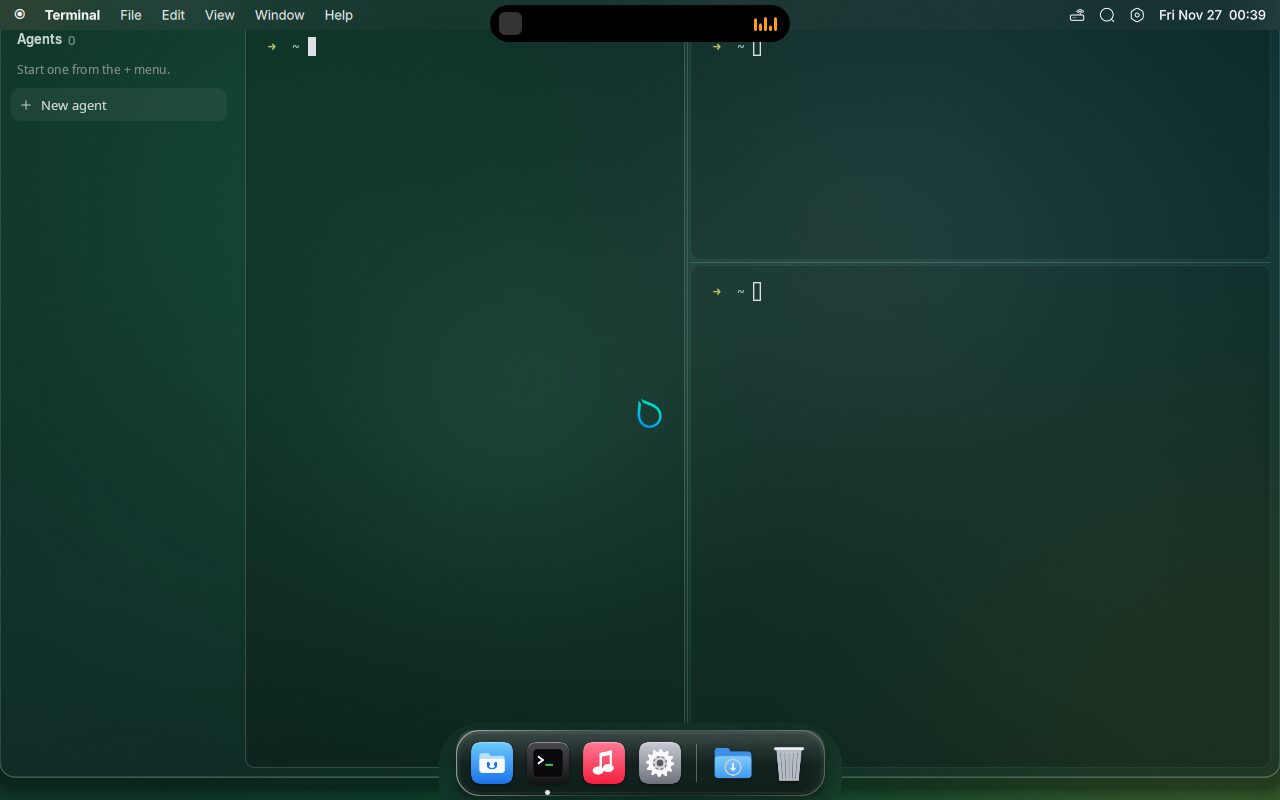 Terminal File Edit View Window Help Fri Nov 27 00:39
Agents 0
Start one from the + menu.
+ New agent
➜ ~
➜ ~
➜ ~